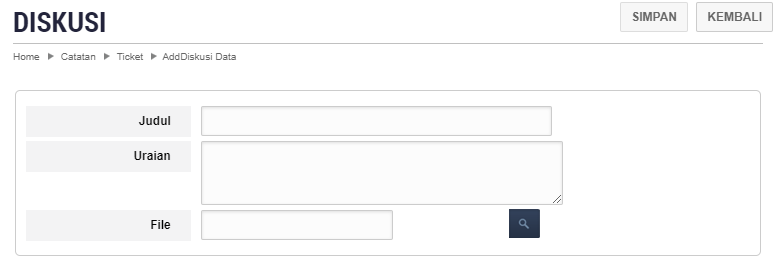 DISKUSI
SIMPAN KEMBALI
Home Catatan Ticket AddDiskusi Data
Judul
Uraian
File